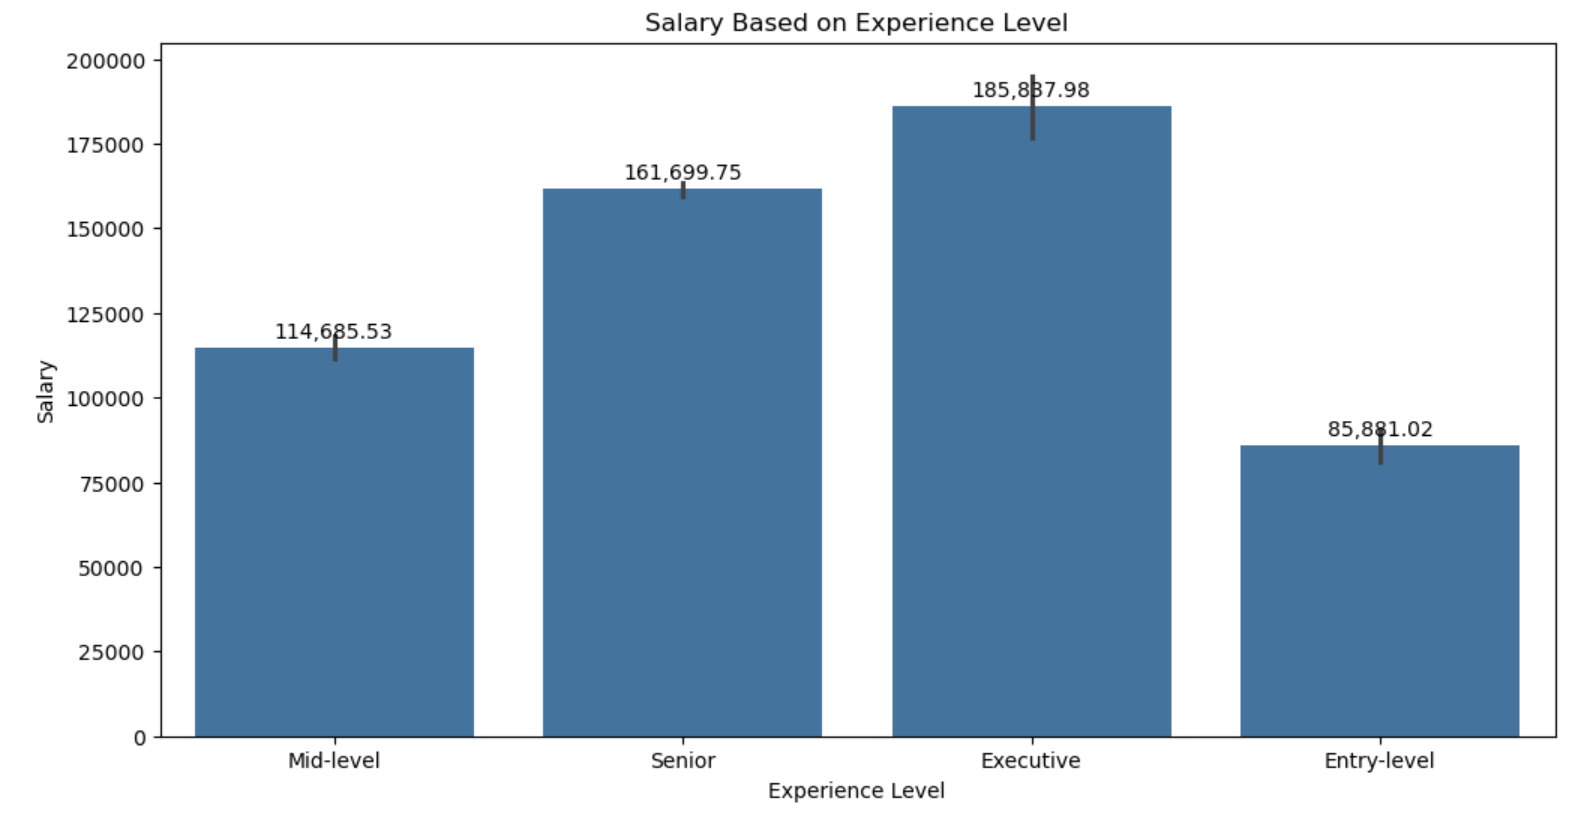 Salary Based on Experience Level
200000
175000
150000
125000
100000
75000
50000
25000
0
Salary
114,685.53
161,699.75
185,837.98
85,881.02
Mid-level
Senior
Executive
Entry-level
Experience Level